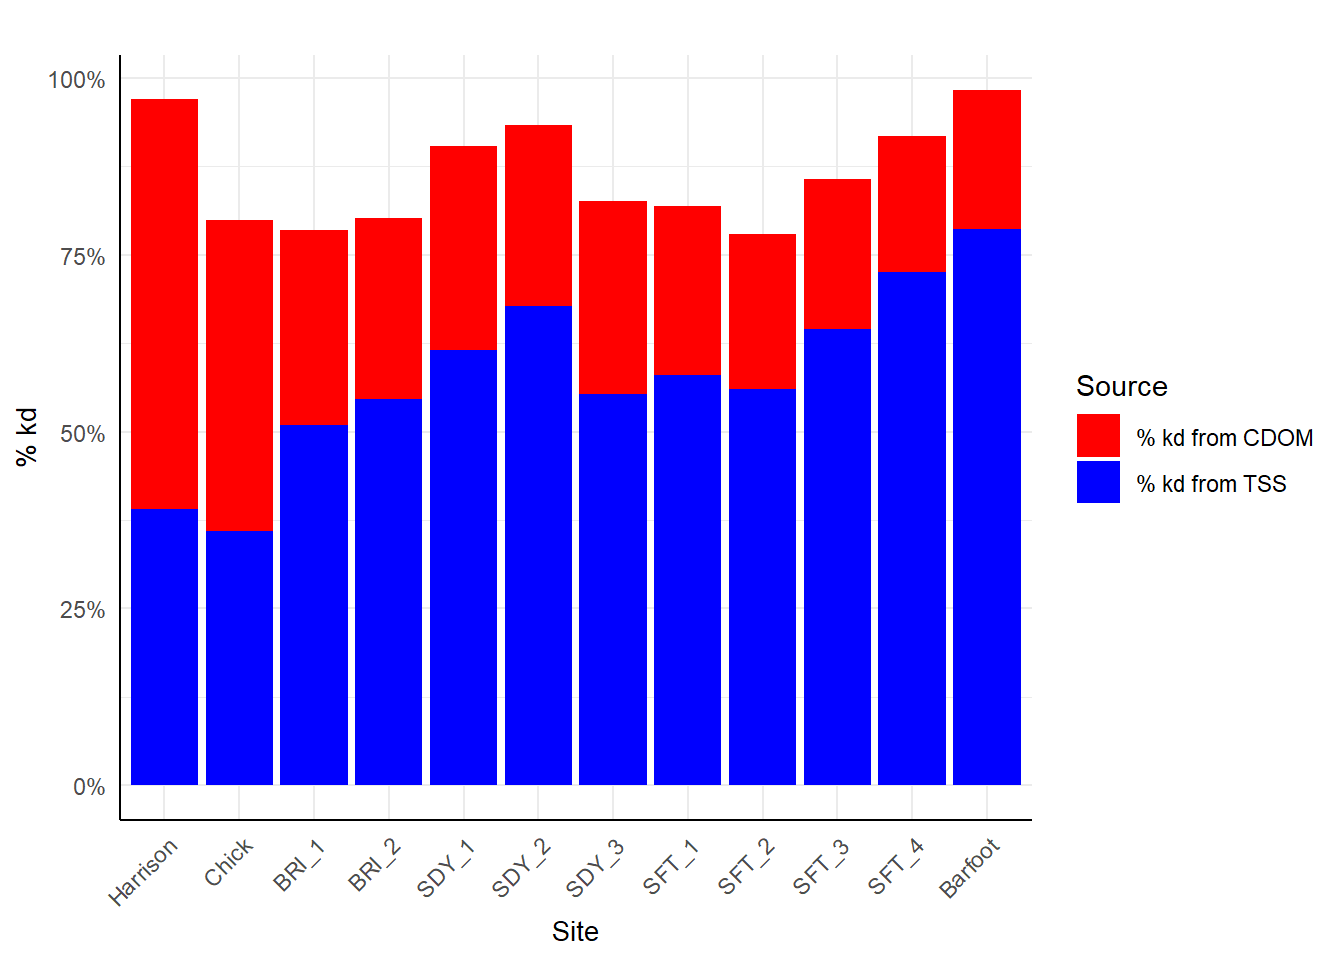 100%
75%
50%
25%
0%
% kd
Harrison
Chick
BRI_1
BRI_2
SDY_1
SDY_2
SDY_3
SFT_1
SFT_2
SFT_3
SFT_4
Barfoot
Site
Source
% kd from CDOM
% kd from TSS